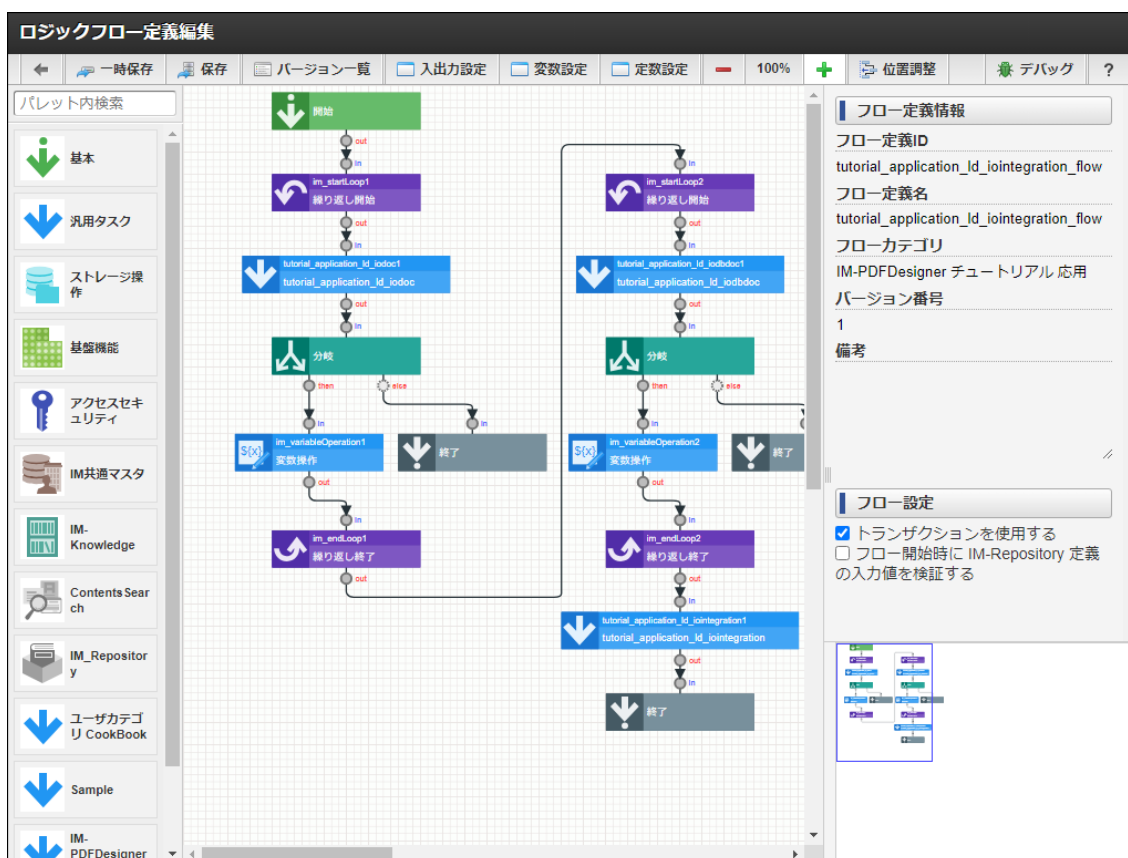 ロジックフロー定義編集
一時保存 保存 バージョン一覧 入出力設定 変数設定 定数設定 100% 位置調整 デバッグ ?
パレット内検索
基本
汎用タスク
ストレージ操
作
基盤機能
アクセスセキ
ュリティ
IM共通マスタ
IM-
Knowledge
ContentsSear
ch
IM_Repositor
y
ユーザカテゴ
リ CookBook
Sample
IM-
PDFDesigner
開始
out
in
im_startLoop1
繰り返し開始
out
in
tutorial_application_ld_iodoc1
tutorial_application_ld_iodoc
out
in
分岐
then
else
in
in
im_variableOperation1
変数操作
終了
out
in
im_endLoop1
繰り返し終了
out
in
im_startLoop2
繰り返し開始
out
in
tutorial_application_ld_iodbdoc1
tutorial_application_ld_iodbdoc
out
in
分岐
then
else
in
im_variableOperation2
変数操作
終了
out
in
im_endLoop2
繰り返し終了
out
in
tutorial_application_ld_iointegration1
tutorial_application_ld_iointegration
out
in
終了
フロー定義情報
フロー定義ID
tutorial_application_ld_iointegration_flow
フロー定義名
tutorial_application_ld_iointegration_flow
フローカテゴリ
IM-PDFDesigner チュートリアル 応用
バージョン番号
1
備考
フロー設定
トランザクションを使用する
フロー開始時に IM-Repository 定義
の入力値を検証する